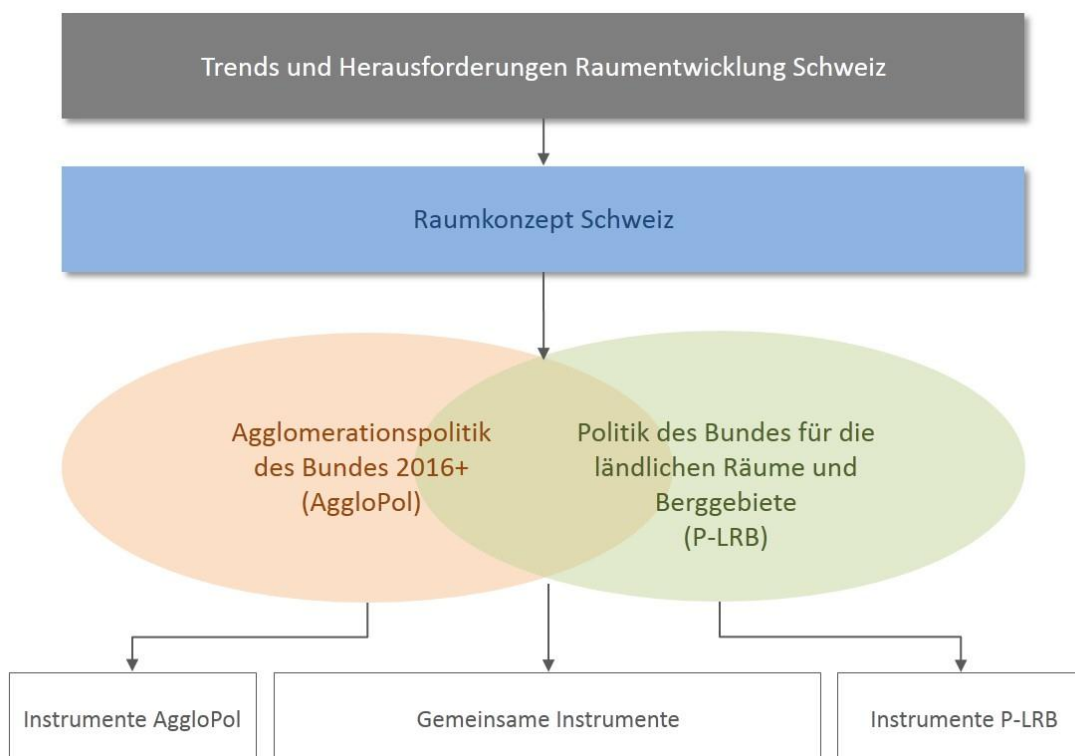 Trends und Herausforderungen Raumentwicklung Schweiz
Raumkonzept Schweiz
Agglomerationspolitik
des Bundes 2016+
(AggloPol)
Politik des Bundes für die
ländlichen Räume und
Berggebiete
(P-LRB)
Instrumente AggloPol
Gemeinsame Instrumente
Instrumente P-LRB